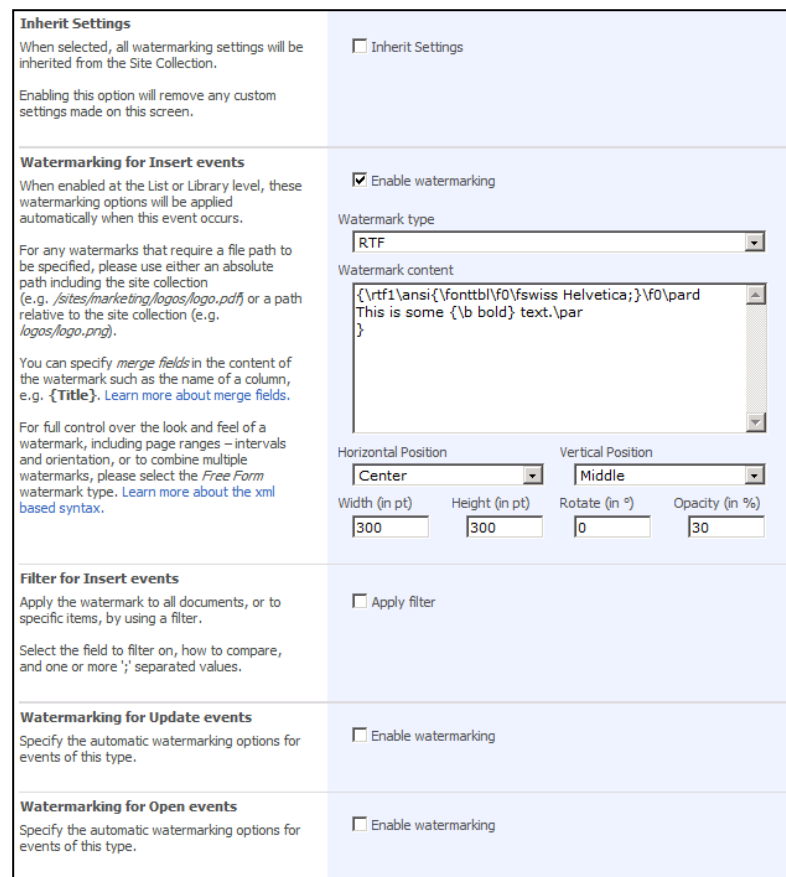 Inherit Settings
When selected, all watermarking settings will be
inherited from the Site Collection.
Enabling this option will remove any custom
settings made on this screen.
Inherit Settings
Watermarking for Insert events
When enabled at the List or Library level, these
watermarking options will be applied
automatically when this event occurs.
For any watermarks that require a file path to
be specified, please use either an absolute
path including the site collection
(e.g. /sites/marketing/logos/logo.pdf) or a path
relative to the site collection (e.g.
logos/logo.png).
You can specify merge fields in the content of
the watermark such as the name of a column,
e.g. {Title}. Learn more about merge fields.
For full control over the look and feel of a
watermark, including page ranges – intervals
and orientation, or to combine multiple
watermarks, please select the Free Form
watermark type. Learn more about the xml
based syntax.
Enable watermarking
Watermark type
RTF
Watermark content
{\rtf1\ansi{\fonttbl\f0\fswiss Helvetica;}\f0\pard
This is some {\b bold} text.\par
}
Horizontal Position Vertical Position
Center Middle
Width (in pt) Height (in pt) Rotate (in °) Opacity (in %)
300 300 0 30
Filter for Insert events
Apply the watermark to all documents, or to
specific items, by using a filter.
Select the field to filter on, how to compare,
and one or more ';' separated values.
Apply filter
Watermarking for Update events
Specify the automatic watermarking options for
events of this type.
Enable watermarking
Watermarking for Open events
Specify the automatic watermarking options for
events of this type.
Enable watermarking